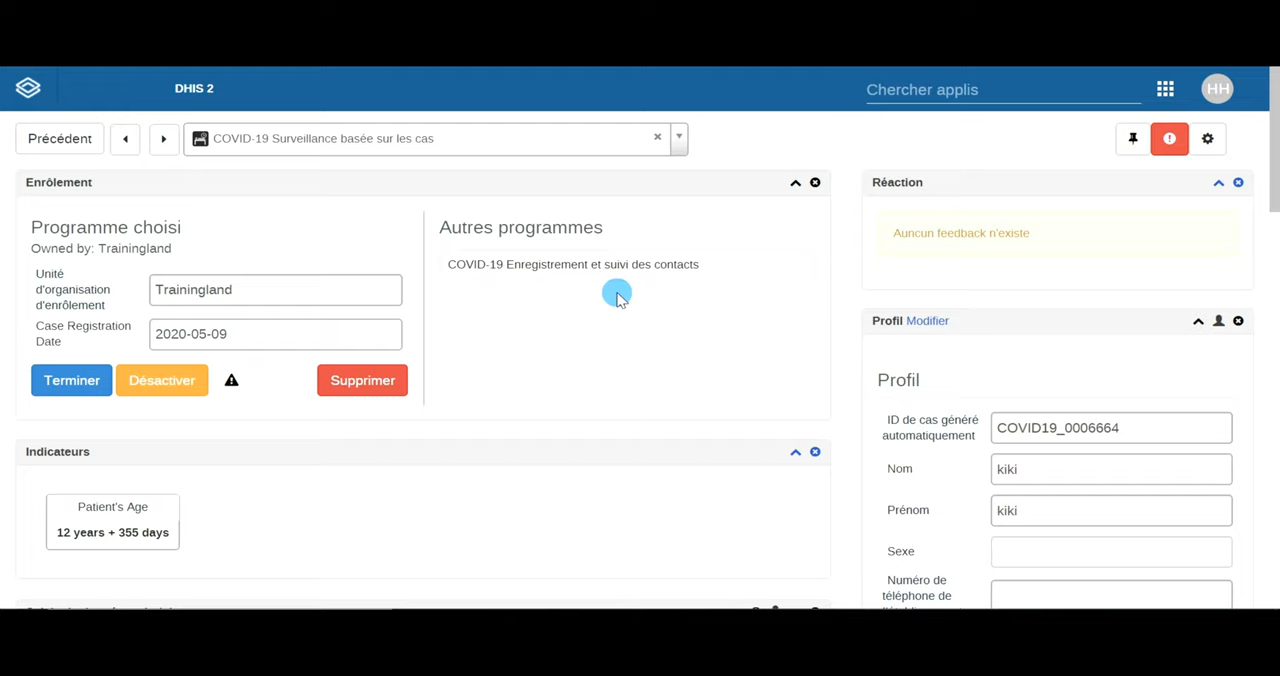 DHIS 2
Chercher applis
HH
Précédent
COVID-19 Surveillance basée sur les cas
Enrôlement
Programme choisi
Owned by: Trainingland
Unité
d'organisation
d'enrôlement
Trainingland
Case Registration
Date
2020-05-09
Terminer
Désactiver
Supprimer
Autres programmes
COVID-19 Enregistrement et suivi des contacts
Indicateurs
Patient's Age
12 years + 355 days
Réaction
Auncun feedback n'existe
Profil Modifier
Profil
ID de cas généré
automatiquement
COVID19_0006664
Nom
kiki
Prénom
kiki
Sexe
Numéro de
téléphone de